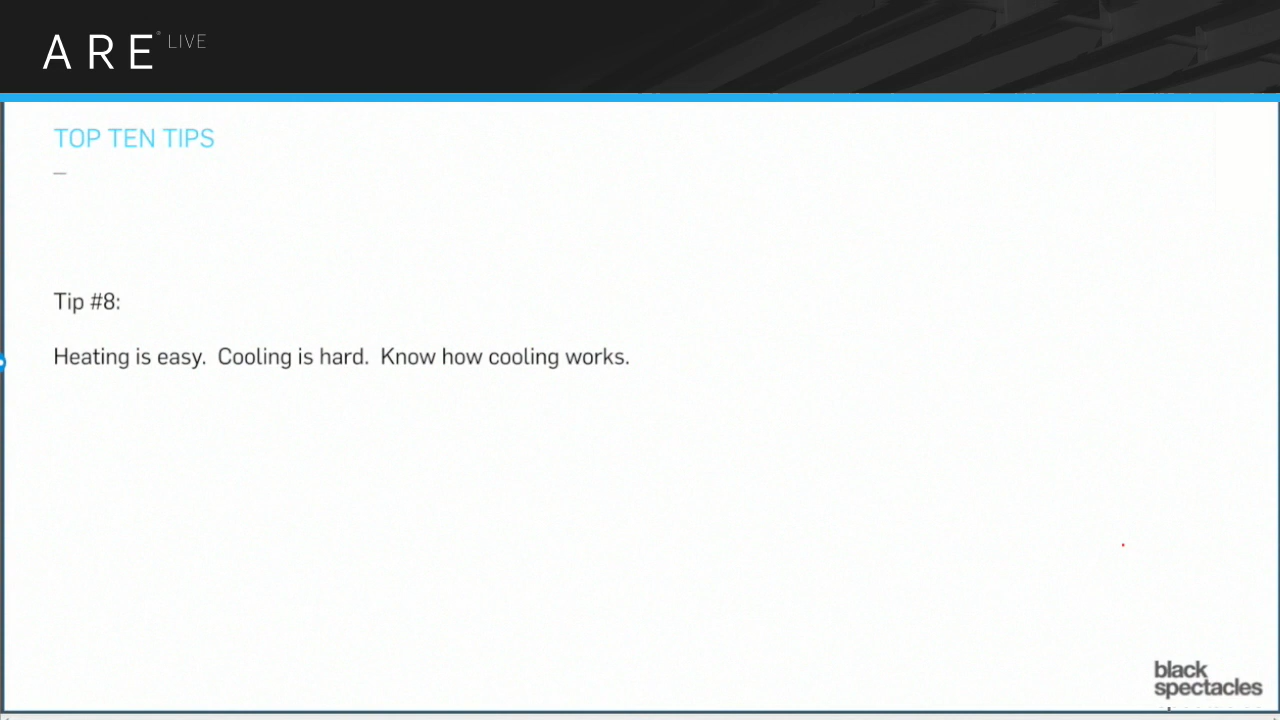 ARE® LIVE
TOP TEN TIPS
Tip #8:
Heating is easy.  Cooling is hard.  Know how cooling works.
black
spectacles